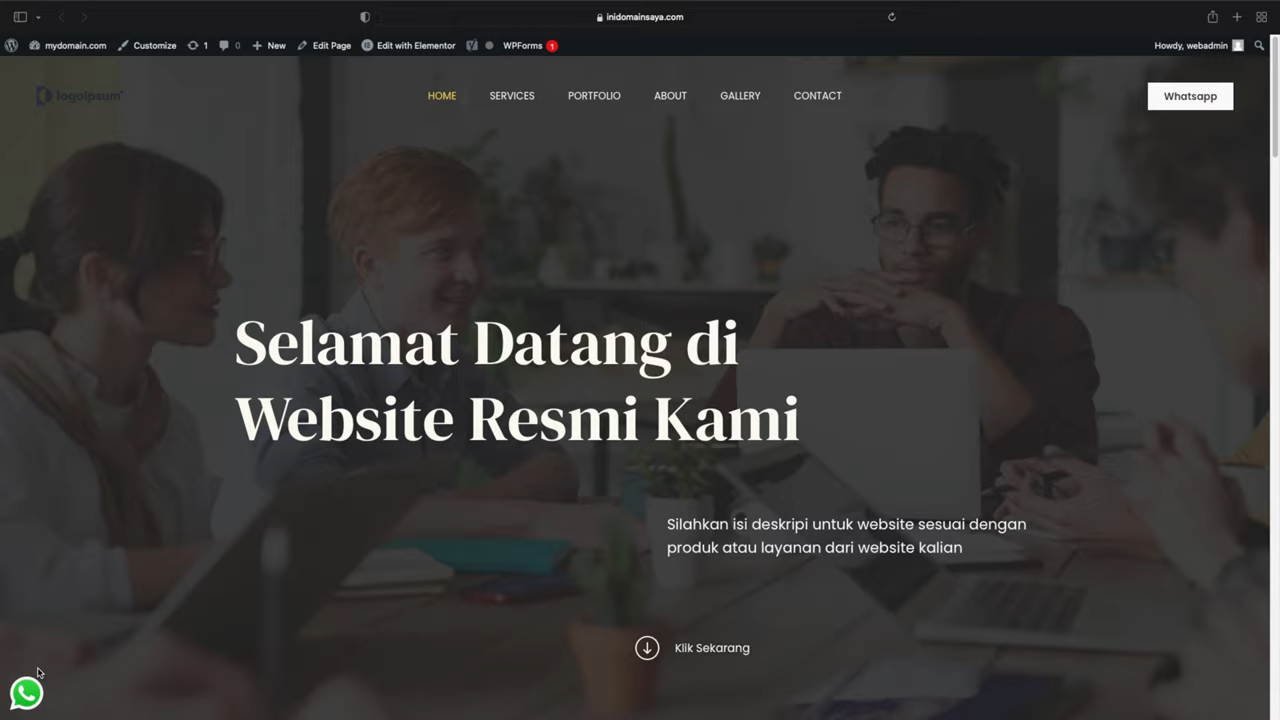 inidomainsaya.com
mydomain.com Customize 1 0 New Edit Page Edit with Elementor WPForms 1 Howdy, webadmin
logoipsum HOME SERVICES PORTFOLIO ABOUT GALLERY CONTACT Whatsapp
Selamat Datang di
Website Resmi Kami
Silahkan isi deskripi untuk website sesuai dengan
produk atau layanan dari website kalian
Klik Sekarang